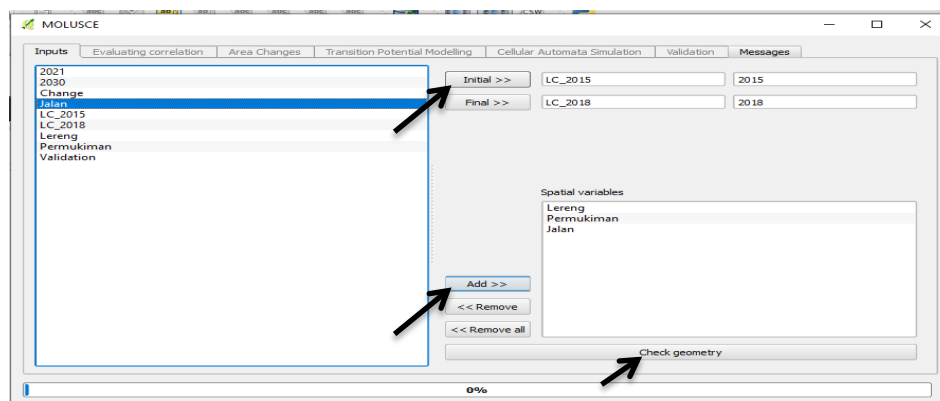 MOLUSCE
Inputs Evaluating correlation Area Changes Transition Potential Modelling Cellular Automata Simulation Validation Messages
2021
2030
Change
Jalan
LC_2015
LC_2018
Lereng
Permukiman
Validation
Initial >> LC_2015 2015
Final >> LC_2018 2018
Spatial variables
Lereng
Permukiman
Jalan
Add >>
<< Remove
<< Remove all
Check geometry
0%